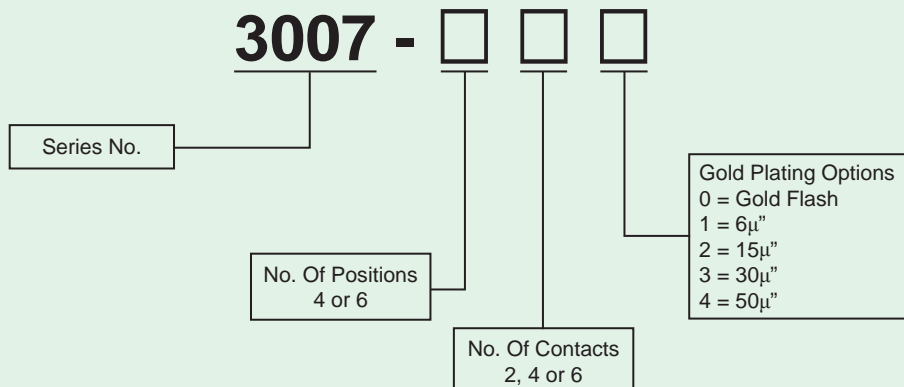 3007 - □ □ □
Series No.
Gold Plating Options
0 = Gold Flash
1 = 6µ”
2 = 15µ”
3 = 30µ”
4 = 50µ”
No. Of Positions
4 or 6
No. Of Contacts
2, 4 or 6